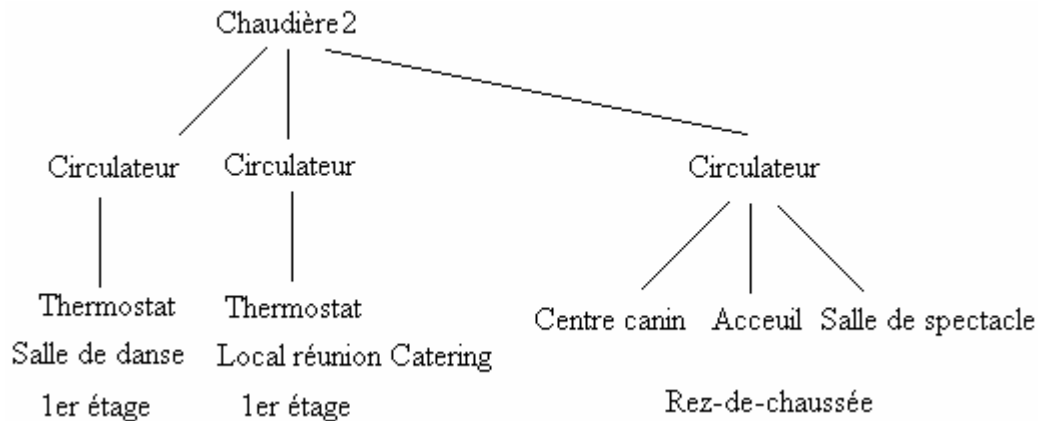 Chaudière 2
Circulateur Circulateur Circulateur
Thermostat Thermostat
Centre canin Acceuil Salle de spectacle
Salle de danse Local réunion Catering
1er étage 1er étage Rez-de-chaussée